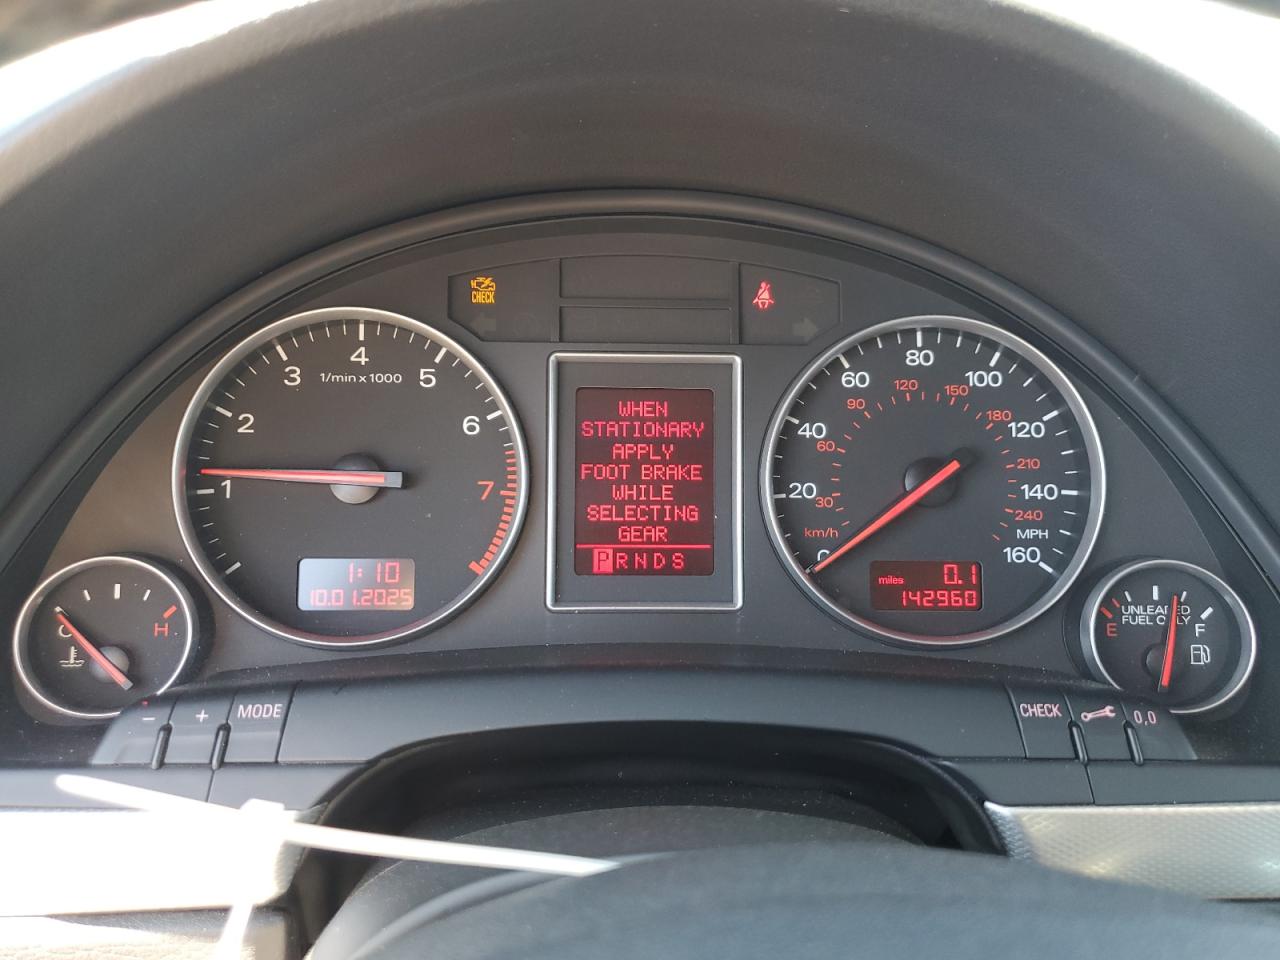 CHECK
1
2
3
4
5
6
7
1/min x 1000
1:10
10.01.2025
C
H
WHEN
STATIONARY
APPLY
FOOT BRAKE
WHILE
SELECTING
GEAR
P R N D S
0
20
40
60
80
100
120
140
160
30
60
90
120
150
180
210
240
km/h
MPH
miles
0.1
142960
UNLEADED
FUEL ONLY
E
F
-
+
MODE
CHECK
0,0